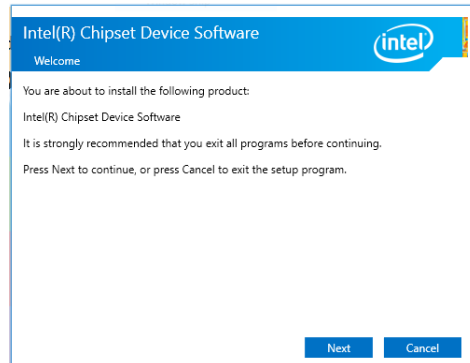 Intel(R) Chipset Device Software
intel
Welcome
You are about to install the following product:
Intel(R) Chipset Device Software
It is strongly recommended that you exit all programs before continuing.
Press Next to continue, or press Cancel to exit the setup program.
Next
Cancel